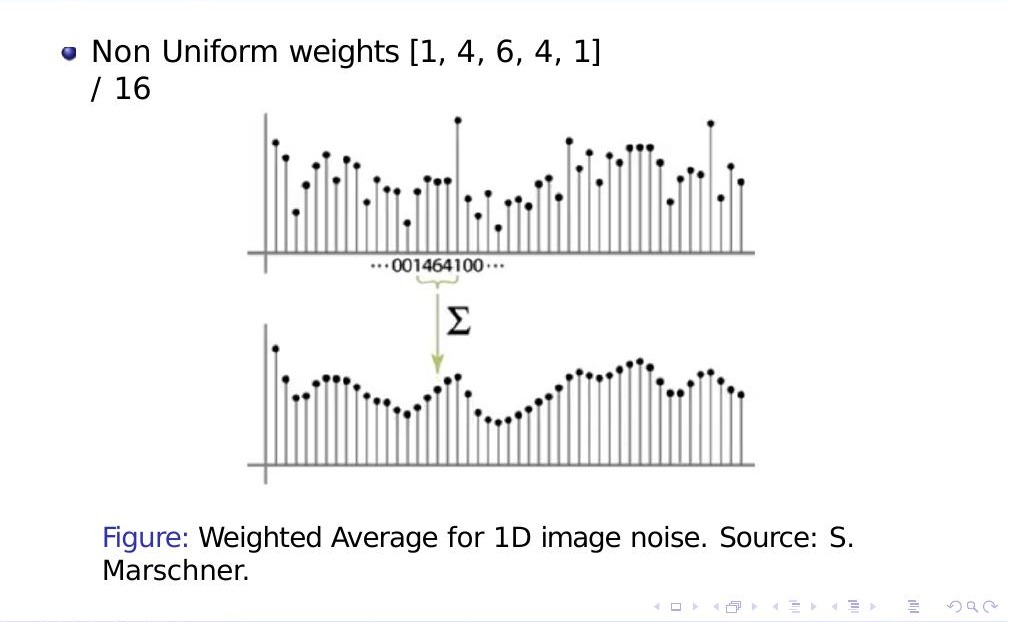 Non Uniform weights [1, 4, 6, 4, 1]
/ 16
···001464100···
Σ
Figure: Weighted Average for 1D image noise. Source: S.
Marschner.